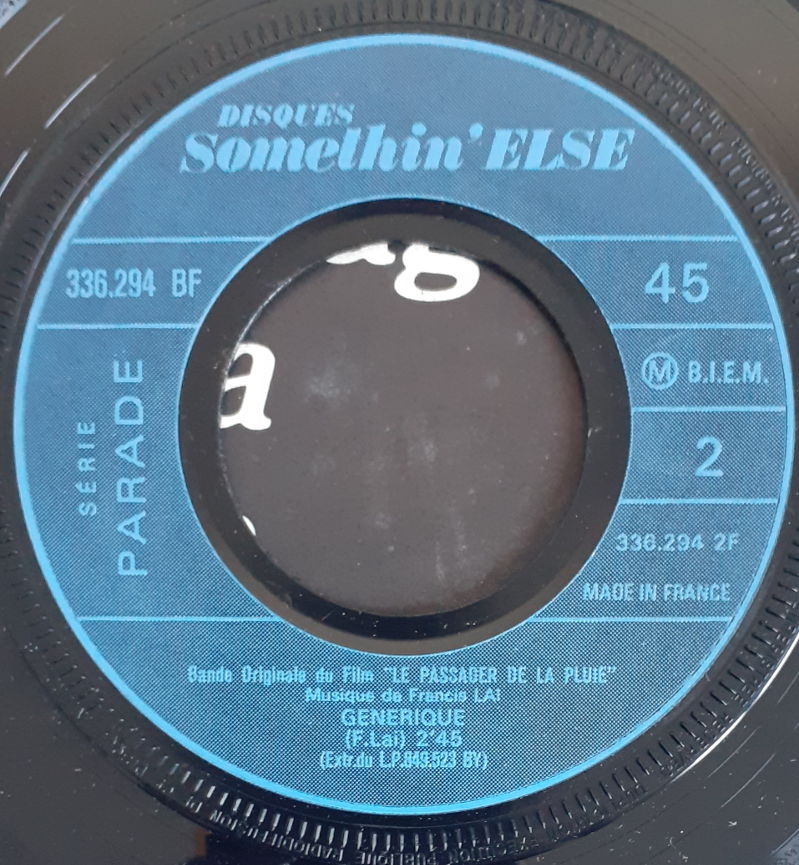 DISQUES
Somethin' ELSE
336.294 BF
45
Ⓜ B.I.E.M.
SÉRIE
PARADE
2
336.294 2F
MADE IN FRANCE
Bande Originale du Film "LE PASSAGER DE LA PLUIE"
Musique de Francis LAI
GENERIQUE
(F.Lai) 2'45
(Extr.du L.P.849.523 BY)